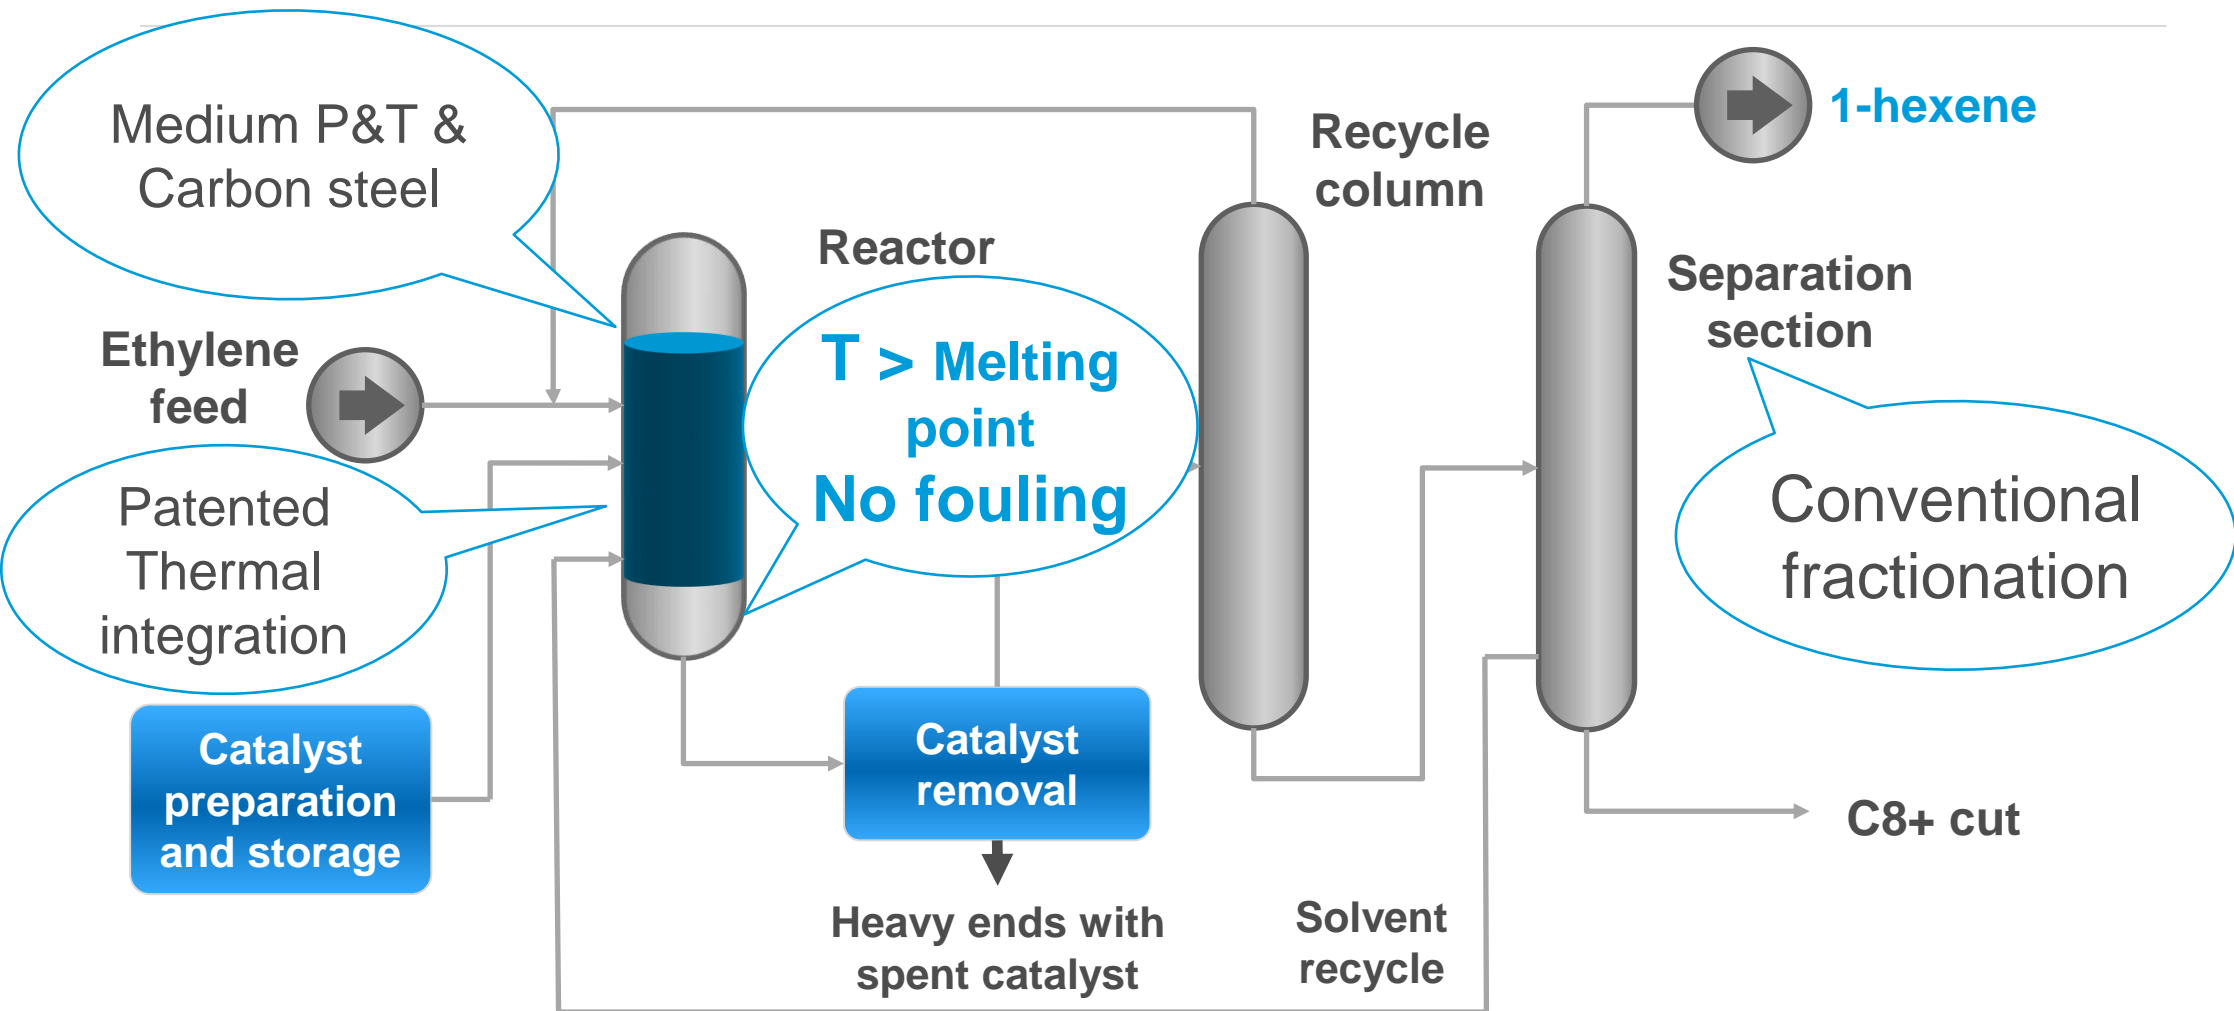 Medium P&T &
Carbon steel
Recycle
column
1-hexene
Reactor
Separation
section
Ethylene
feed
T > Melting
point
No fouling
Patented
Thermal
integration
Conventional
fractionation
Catalyst
preparation
and storage
Catalyst
removal
C8+ cut
Heavy ends with
spent catalyst
Solvent
recycle